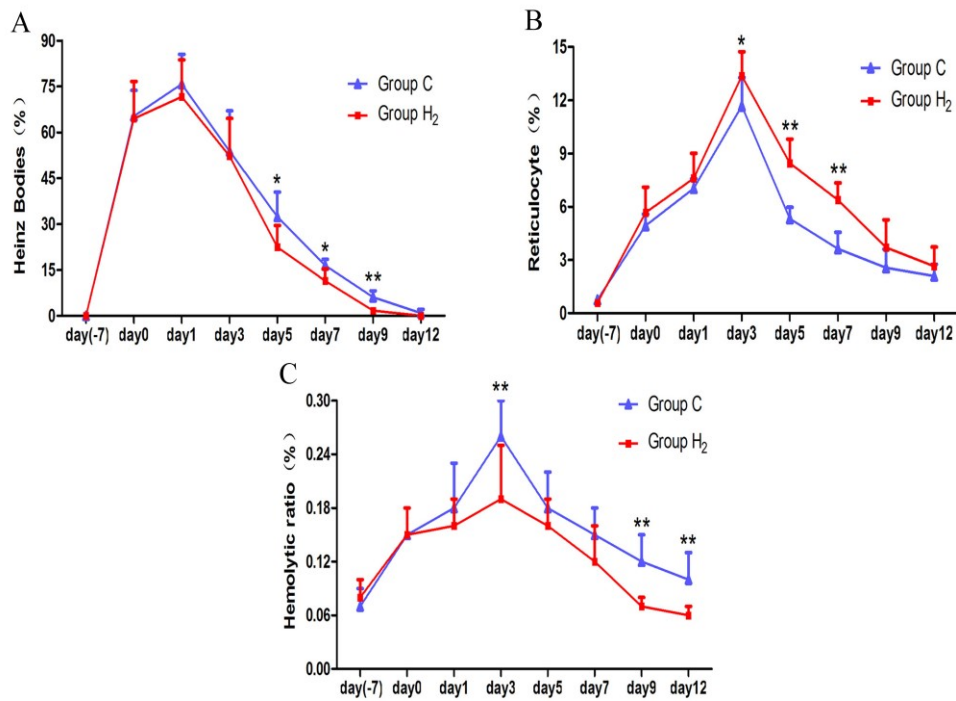 A
Heinz Bodies (%)
90
75
60
45
30
15
0
Group C
Group H2
*
*
**
day(-7) day0 day1 day3 day5 day7 day9 day12
B
Reticulocyte (%)
15
12
9
6
3
0
Group C
Group H2
*
**
**
day(-7) day0 day1 day3 day5 day7 day9 day12
C
Hemolytic ratio (%)
0.30
0.24
0.18
0.12
0.06
0.00
Group C
Group H2
**
**
**
day(-7) day0 day1 day3 day5 day7 day9 day12